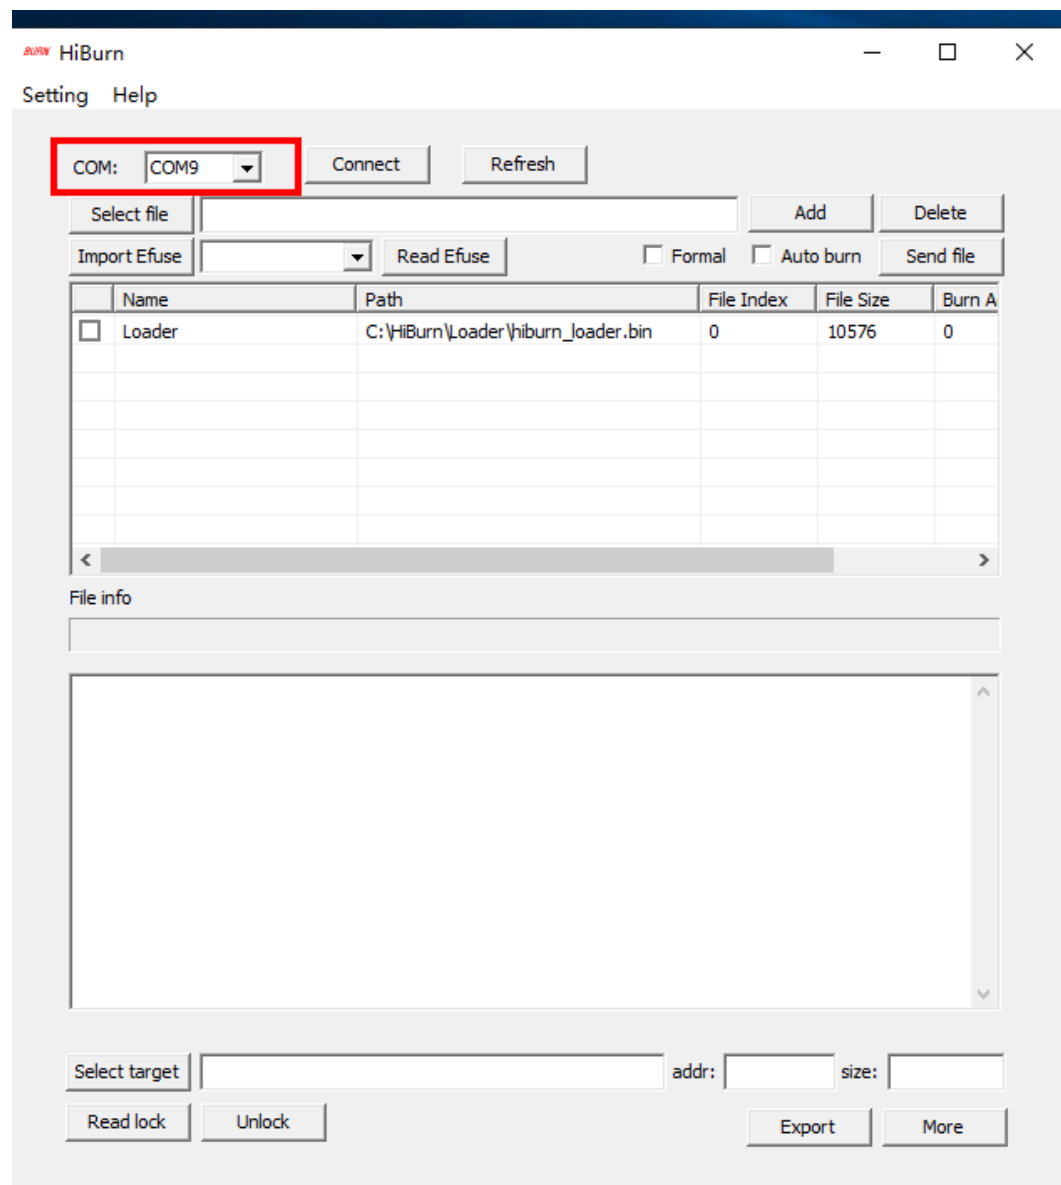 BURN HiBurn
Setting Help
COM: COM9 Connect Refresh
Select file Add Delete
Import Efuse Read Efuse Formal Auto burn Send file
Name Path File Index File Size Burn A
Loader C:\HiBurn\Loader\hiburn_loader.bin 0 10576 0
File info
Select target addr: size:
Read lock Unlock Export More